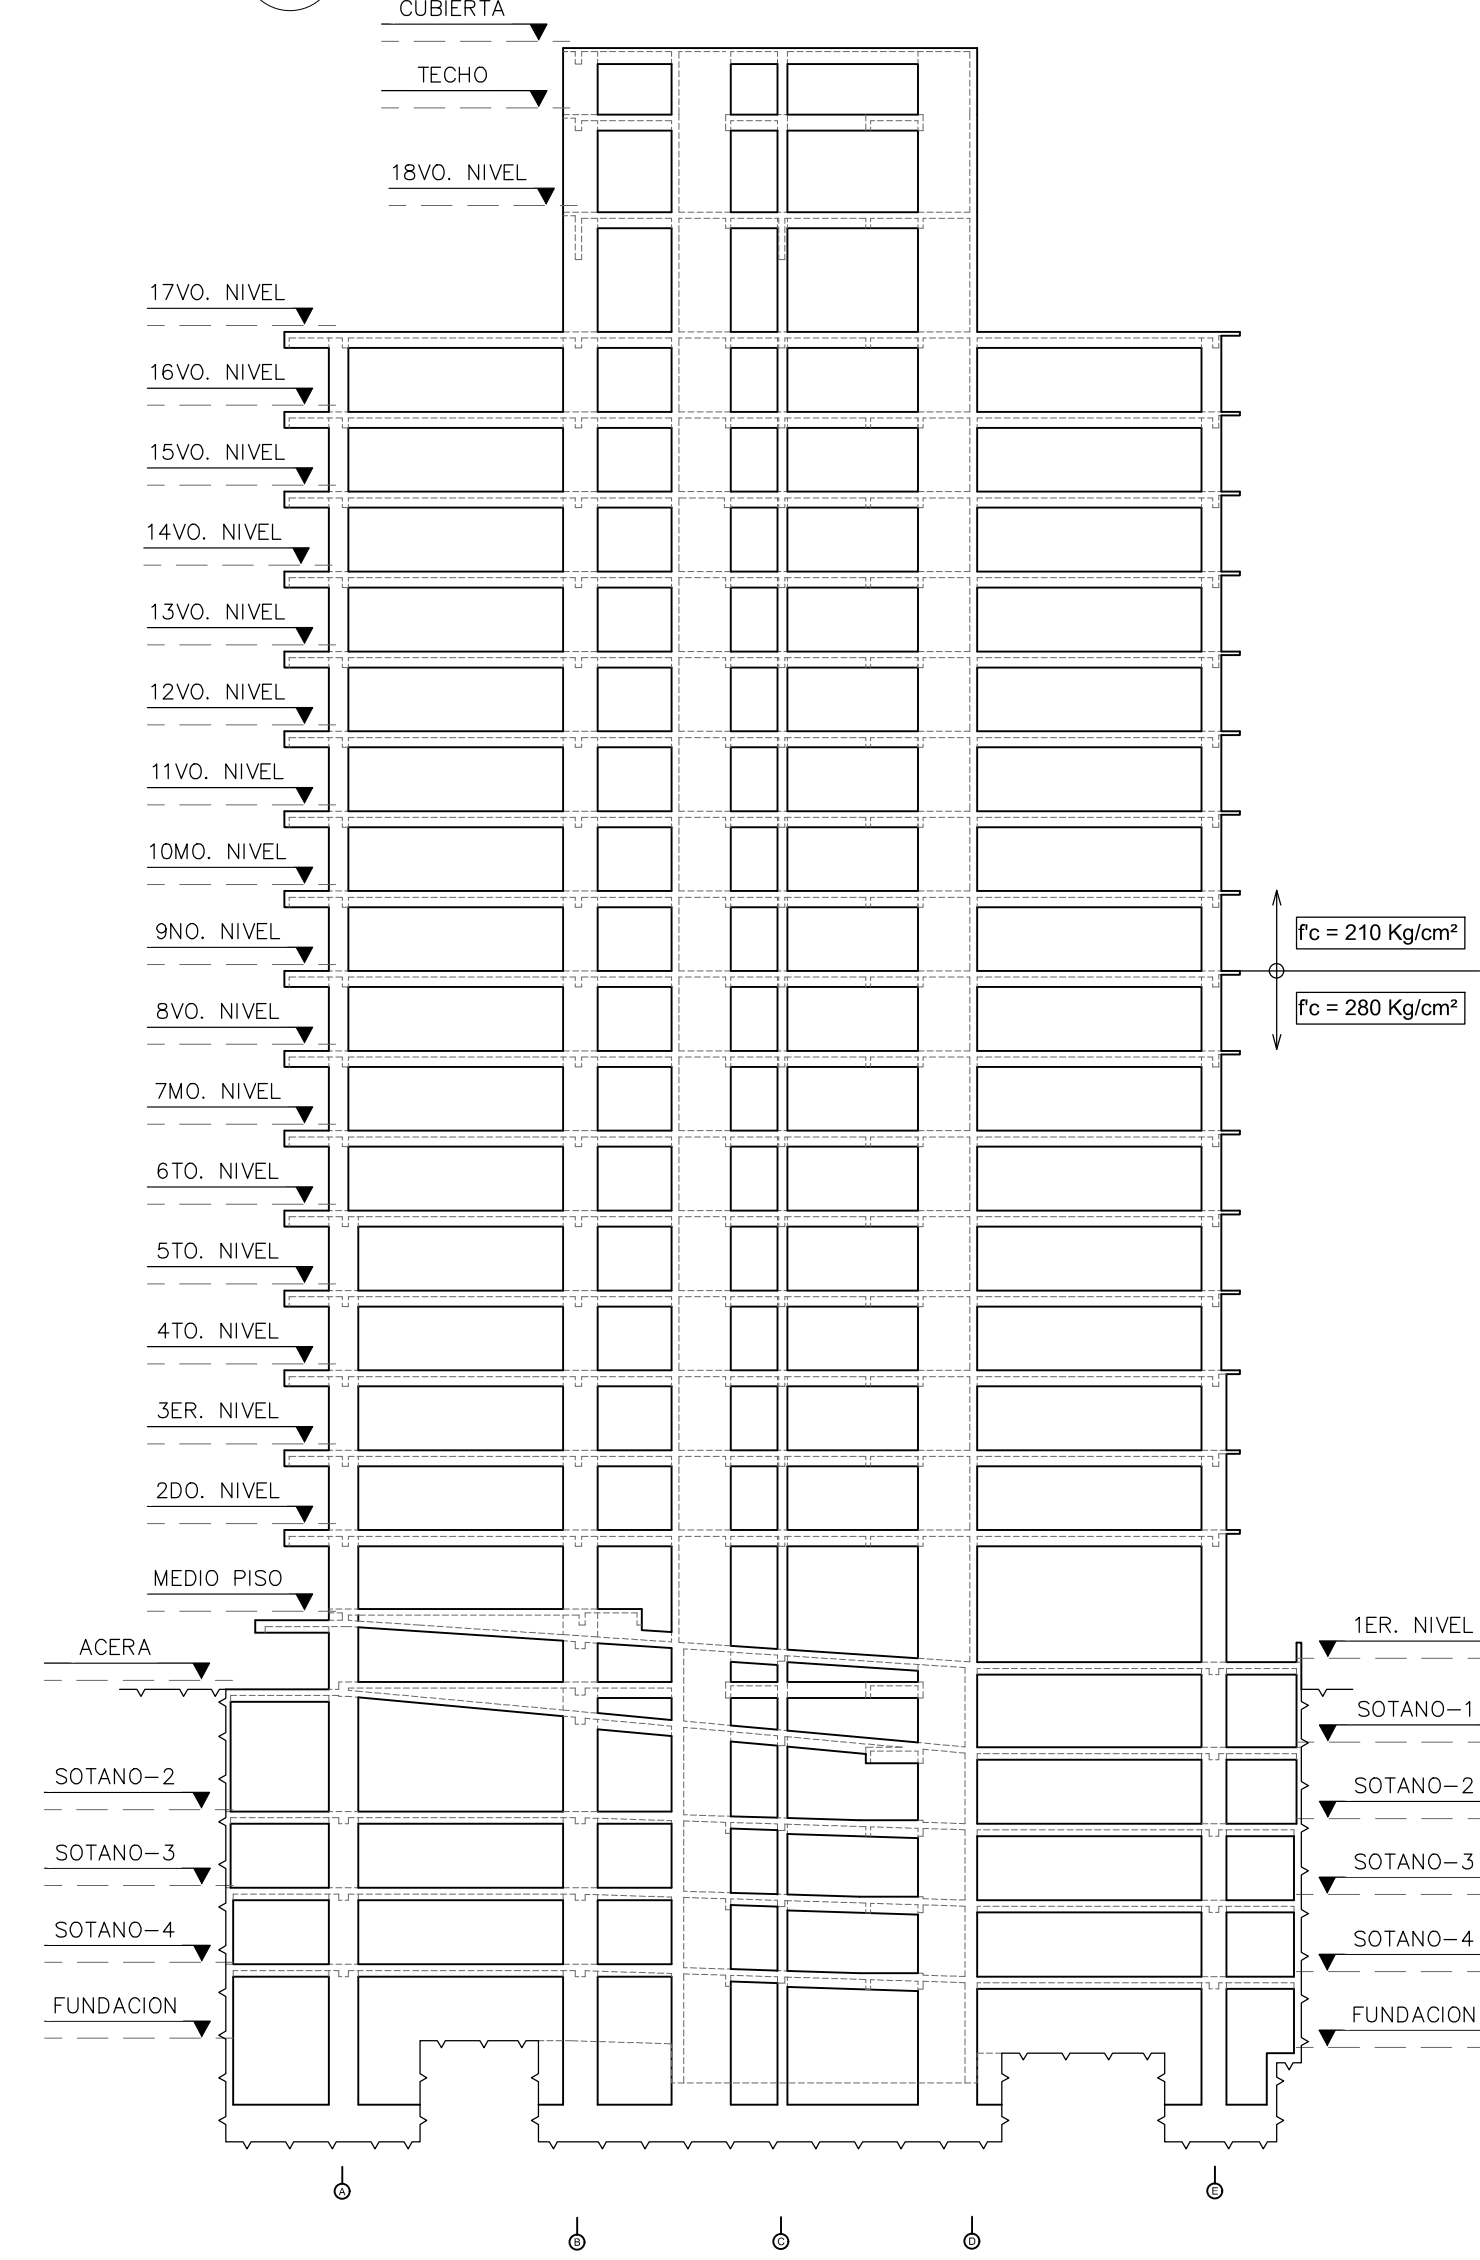 CUBIERTA
TECHO
18VO. NIVEL
17VO. NIVEL
16VO. NIVEL
15VO. NIVEL
14VO. NIVEL
13VO. NIVEL
12VO. NIVEL
11VO. NIVEL
10MO. NIVEL
9NO. NIVEL
f'c = 210 Kg/cm²
f'c = 280 Kg/cm²
8VO. NIVEL
7MO. NIVEL
6TO. NIVEL
5TO. NIVEL
4TO. NIVEL
3ER. NIVEL
2DO. NIVEL
MEDIO PISO
1ER. NIVEL
ACERA
SOTANO-1
SOTANO-2
SOTANO-2
SOTANO-3
SOTANO-3
SOTANO-4
SOTANO-4
FUNDACION
FUNDACION
A
E
B
C
D